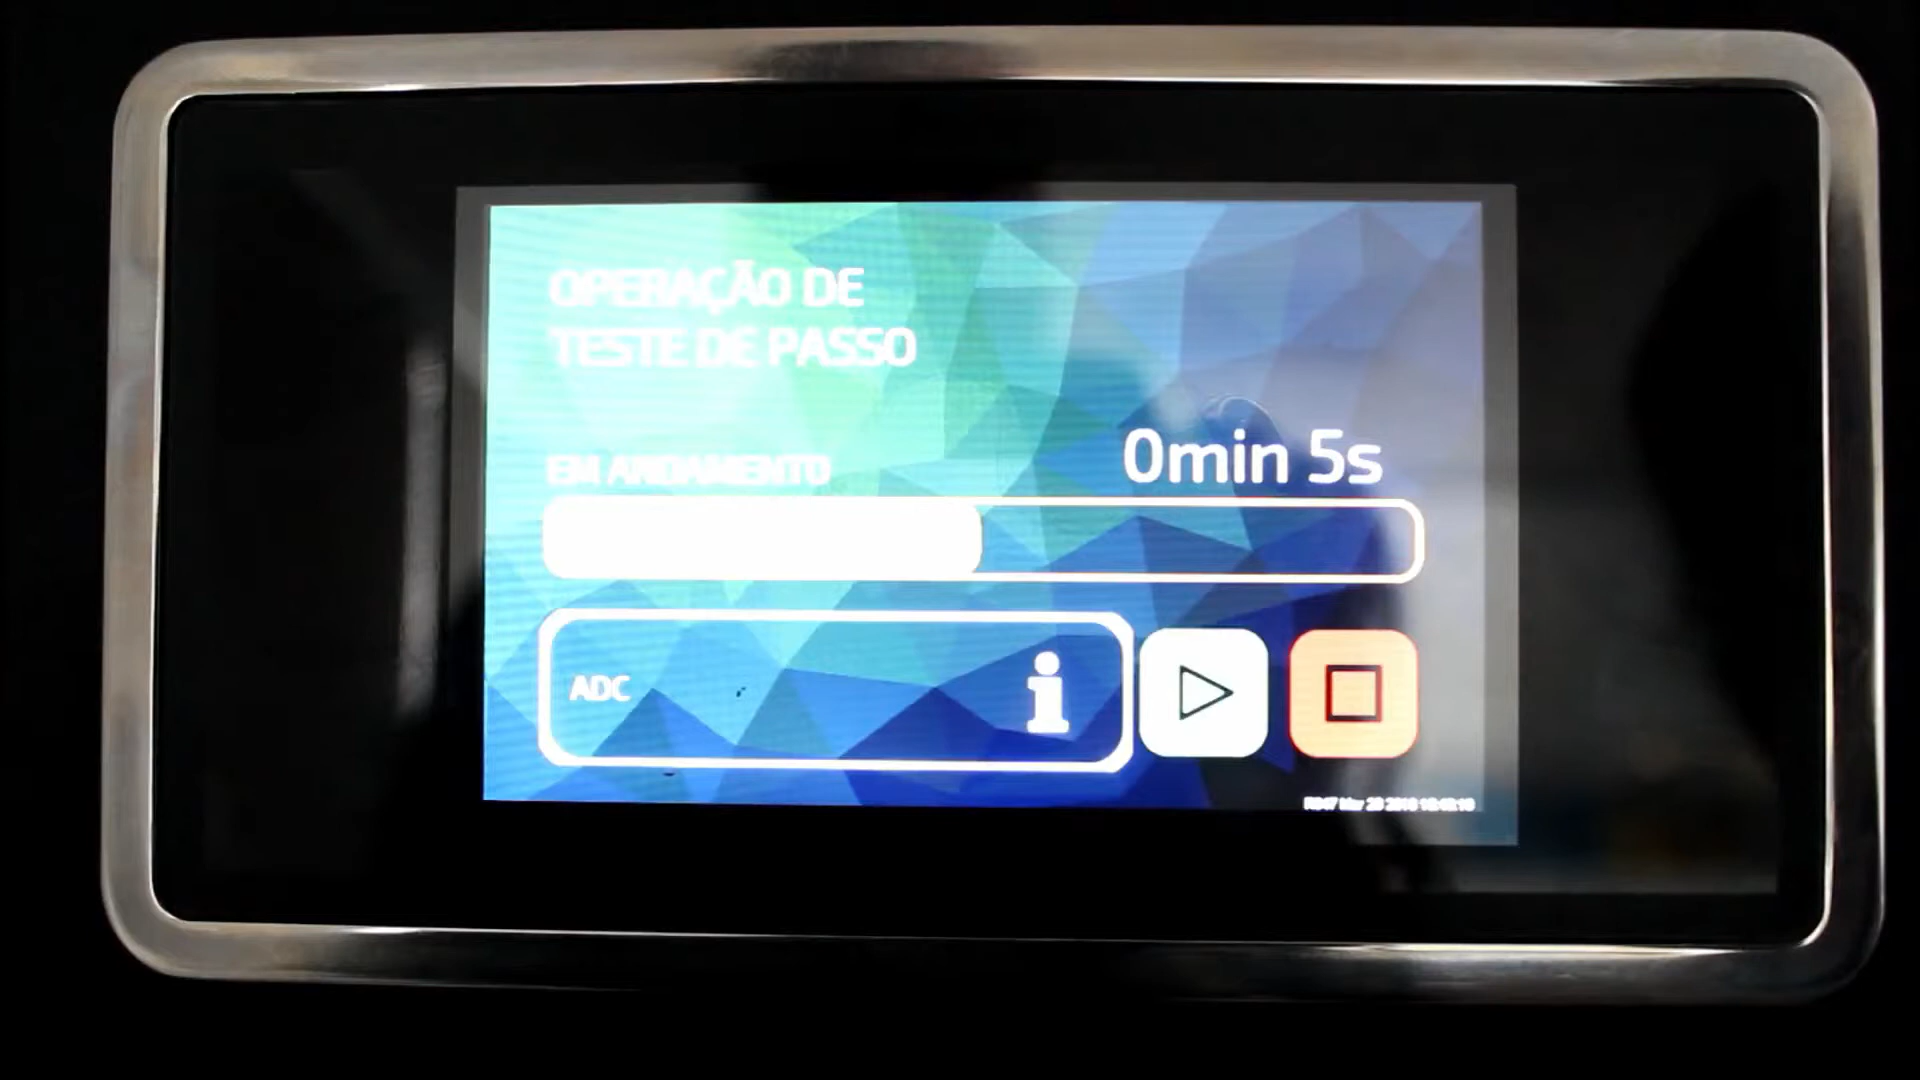 OPERAÇÃO DE
TESTE DE PASSO
EM ANDAMENTO
0min 5s
ADC